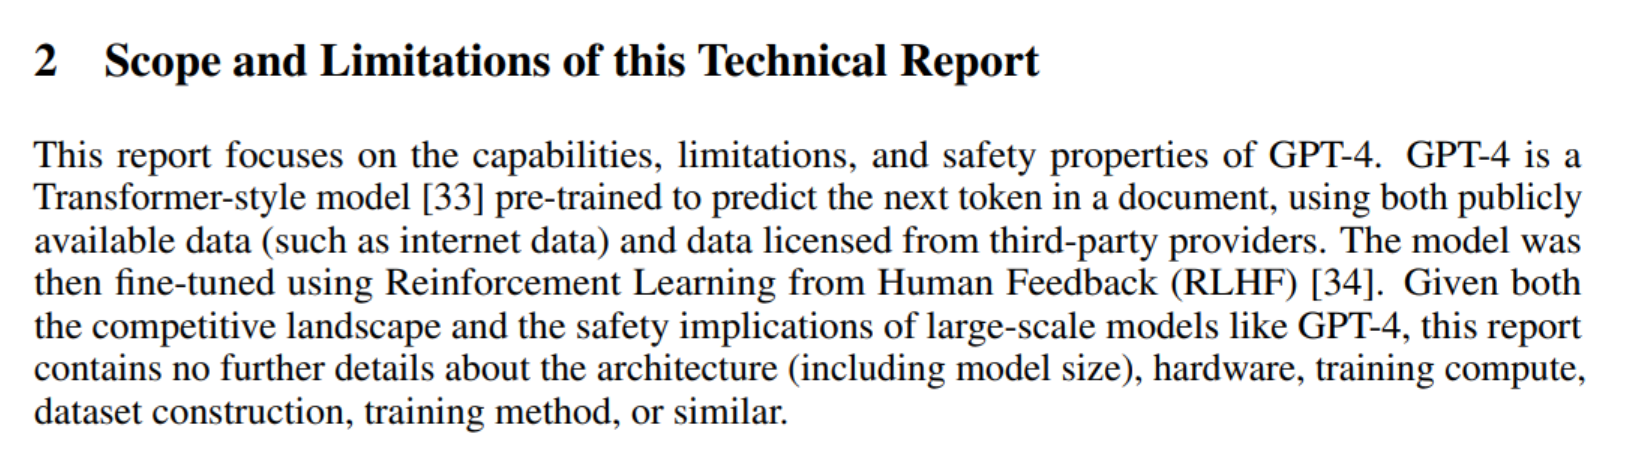 2 Scope and Limitations of this Technical Report
This report focuses on the capabilities, limitations, and safety properties of GPT-4. GPT-4 is a
Transformer-style model [33] pre-trained to predict the next token in a document, using both publicly
available data (such as internet data) and data licensed from third-party providers. The model was
then fine-tuned using Reinforcement Learning from Human Feedback (RLHF) [34]. Given both
the competitive landscape and the safety implications of large-scale models like GPT-4, this report
contains no further details about the architecture (including model size), hardware, training compute,
dataset construction, training method, or similar.